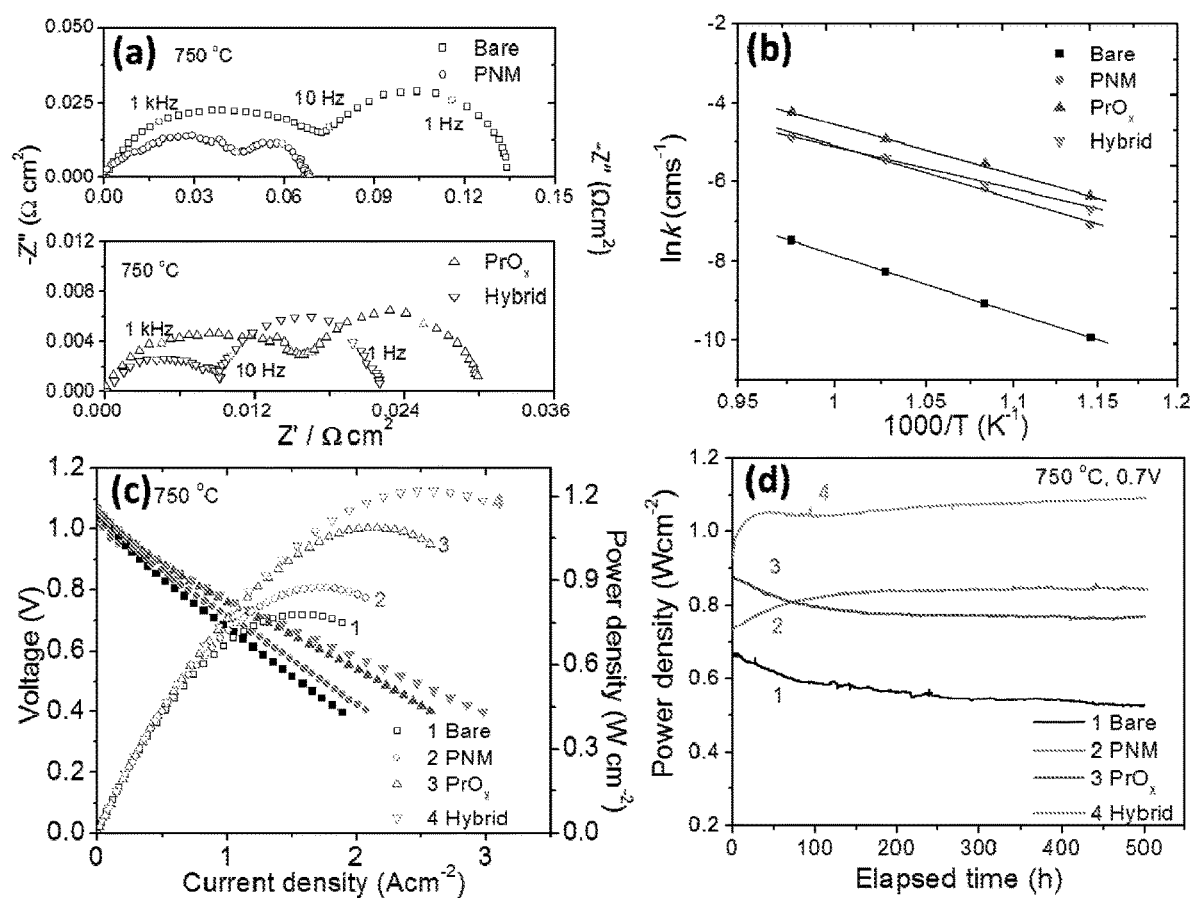 (a)
750 °C
Bare
PNM
1 kHz
10 Hz
1 Hz
0.050
0.025
0.000
0.00 0.03 0.06 0.09 0.12 0.15
-Z" (Ω cm²)
-Z" (Ωcm²)
750 °C
PrOₓ
Hybrid
1 kHz
10 Hz
1 Hz
0.012
0.006
0.004
0.000
0.000 0.012 0.024 0.036
Z' / Ω cm²
(b)
Bare
PNM
PrOₓ
Hybrid
-2
-4
-6
-8
-10
ln k (cms⁻¹)
0.95 1 1.05 1.1 1.15 1.2
1000/T (K⁻¹)
(c) 750 °C
1.2
1.0
0.8
0.6
0.4
0.2
0.0
Voltage (V)
4
3
2
1
1 Bare
2 PNM
3 PrOₓ
4 Hybrid
1.2
0.9
0.6
0.3
0.0
Power density (W cm⁻²)
0 1 2 3
Current density (Acm⁻²)
(d)
750 °C, 0.7V
1.2
1.0
0.8
0.6
0.4
0.2
Power density (Wcm⁻²)
4
3
2
1
1 Bare
2 PNM
3 PrOₓ
4 Hybrid
0 100 200 300 400 500
Elapsed time (h)